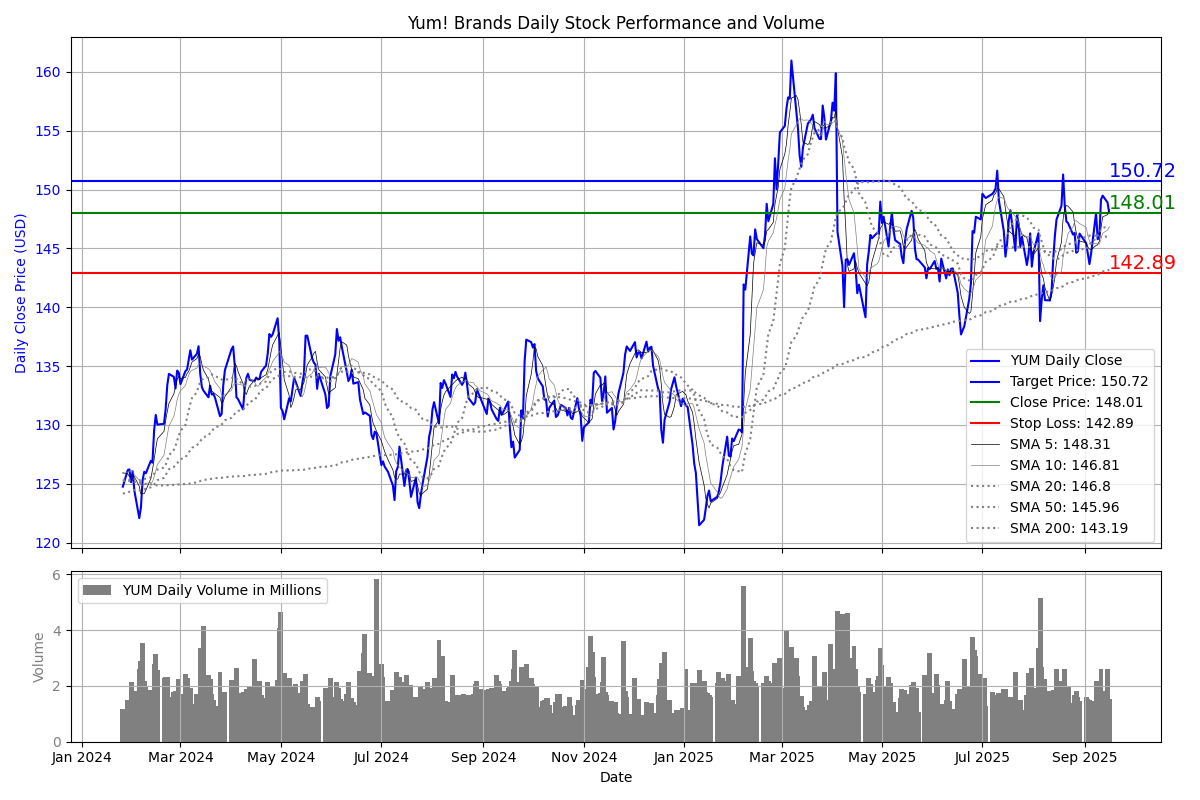 Yum! Brands Daily Stock Performance and Volume
160
155
150
145
140
135
130
125
120
Daily Close Price (USD)
150.72
148.01
142.89
YUM Daily Close
Target Price: 150.72
Close Price: 148.01
Stop Loss: 142.89
SMA 5: 148.31
SMA 10: 146.81
SMA 20: 146.8
SMA 50: 145.96
SMA 200: 143.19
6
4
2
0
Volume
YUM Daily Volume in Millions
Jan 2024
Mar 2024
May 2024
Jul 2024
Sep 2024
Nov 2024
Jan 2025
Mar 2025
May 2025
Jul 2025
Sep 2025
Date